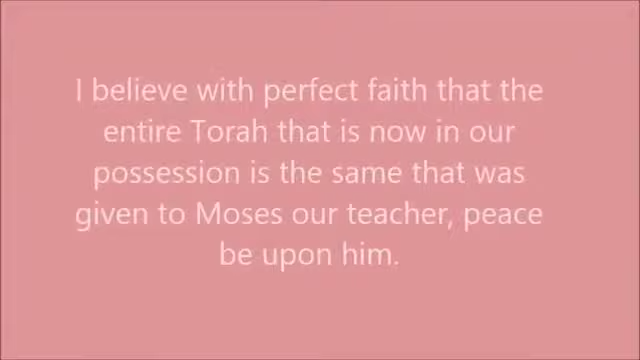 I believe with perfect faith that the
entire Torah that is now in our
possession is the same that was
given to Moses our teacher, peace
be upon him.